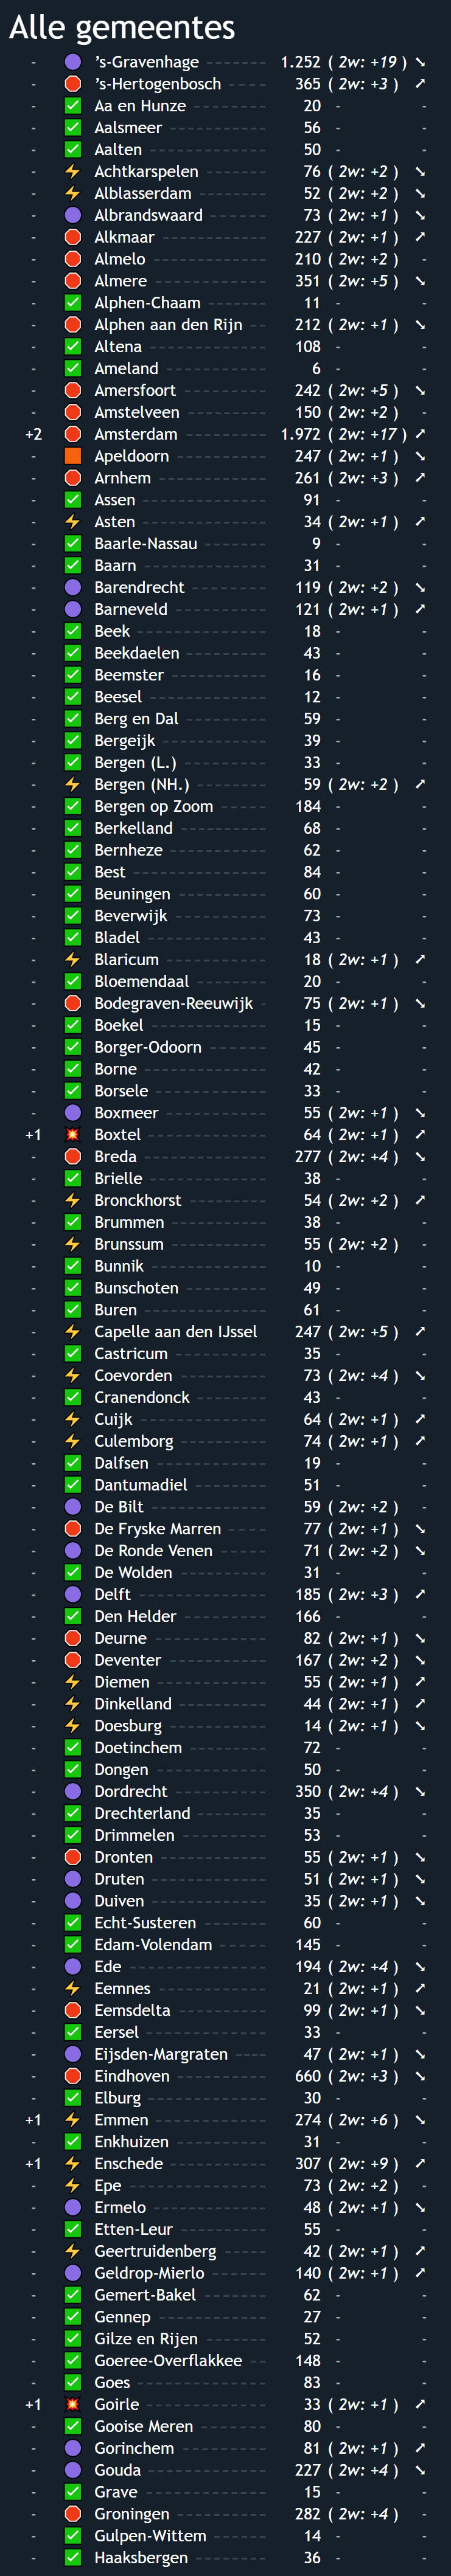 Alle gemeentes
- 's-Gravenhage 1.252 ( 2w: +19 ) ➘
- 's-Hertogenbosch 365 ( 2w: +3 ) ➚
- Aa en Hunze 20 - -
- Aalsmeer 56 - -
- Aalten 50 - -
- Achtkarspelen 76 ( 2w: +2 ) ➘
- Alblasserdam 52 ( 2w: +2 ) ➘
- Albrandswaard 73 ( 2w: +1 ) ➘
- Alkmaar 227 ( 2w: +1 ) ➚
- Almelo 210 ( 2w: +2 ) -
- Almere 351 ( 2w: +5 ) ➘
- Alphen-Chaam 11 - -
- Alphen aan den Rijn 212 ( 2w: +1 ) ➘
- Altena 108 - -
- Ameland 6 - -
- Amersfoort 242 ( 2w: +5 ) ➘
- Amstelveen 150 ( 2w: +2 ) -
+2 Amsterdam 1.972 ( 2w: +17 ) ➚
- Apeldoorn 247 ( 2w: +1 ) ➘
- Arnhem 261 ( 2w: +3 ) ➚
- Assen 91 - -
- Asten 34 ( 2w: +1 ) ➚
- Baarle-Nassau 9 - -
- Baarn 31 - -
- Barendrecht 119 ( 2w: +2 ) ➘
- Barneveld 121 ( 2w: +1 ) ➚
- Beek 18 - -
- Beekdaelen 43 - -
- Beemster 16 - -
- Beesel 12 - -
- Berg en Dal 59 - -
- Bergeijk 39 - -
- Bergen (L.) 33 - -
- Bergen (NH.) 59 ( 2w: +2 ) ➚
- Bergen op Zoom 184 - -
- Berkelland 68 - -
- Bernheze 62 - -
- Best 84 - -
- Beuningen 60 - -
- Beverwijk 73 - -
- Bladel 43 - -
- Blaricum 18 ( 2w: +1 ) ➚
- Bloemendaal 20 - -
- Bodegraven-Reeuwijk 75 ( 2w: +1 ) ➘
- Boekel 15 - -
- Borger-Odoorn 45 - -
- Borne 42 - -
- Borsele 33 - -
- Boxmeer 55 ( 2w: +1 ) ➘
+1 Boxtel 64 ( 2w: +1 ) ➚
- Breda 277 ( 2w: +4 ) ➘
- Brielle 38 - -
- Bronckhorst 54 ( 2w: +2 ) ➚
- Brummen 38 - -
- Brunssum 55 ( 2w: +2 ) -
- Bunnik 10 - -
- Bunschoten 49 - -
- Buren 61 - -
- Capelle aan den IJssel 247 ( 2w: +5 ) ➚
- Castricum 35 - -
- Coevorden 73 ( 2w: +4 ) ➘
- Cranendonck 43 - -
- Cuijk 64 ( 2w: +1 ) ➚
- Culemborg 74 ( 2w: +1 ) ➚
- Dalfsen 19 - -
- Dantumadiel 51 - -
- De Bilt 59 ( 2w: +2 ) -
- De Fryske Marren 77 ( 2w: +1 ) ➘
- De Ronde Venen 71 ( 2w: +2 ) ➘
- De Wolden 31 - -
- Delft 185 ( 2w: +3 ) ➚
- Den Helder 166 - -
- Deurne 82 ( 2w: +1 ) ➘
- Deventer 167 ( 2w: +2 ) ➘
- Diemen 55 ( 2w: +1 ) ➚
- Dinkelland 44 ( 2w: +1 ) ➚
- Doesburg 14 ( 2w: +1 ) ➘
- Doetinchem 72 - -
- Dongen 50 - -
- Dordrecht 350 ( 2w: +4 ) ➘
- Drechterland 35 - -
- Drimmelen 53 - -
- Dronten 55 ( 2w: +1 ) ➘
- Druten 51 ( 2w: +1 ) ➘
- Duiven 35 ( 2w: +1 ) ➘
- Echt-Susteren 60 - -
- Edam-Volendam 145 - -
- Ede 194 ( 2w: +4 ) ➘
- Eemnes 21 ( 2w: +1 ) ➚
- Eemsdelta 99 ( 2w: +1 ) ➘
- Eersel 33 - -
- Eijsden-Margraten 47 ( 2w: +1 ) ➘
- Eindhoven 660 ( 2w: +3 ) ➘
- Elburg 30 - -
+1 Emmen 274 ( 2w: +6 ) ➘
- Enkhuizen 31 - -
+1 Enschede 307 ( 2w: +9 ) ➚
- Epe 73 ( 2w: +2 ) -
- Ermelo 48 ( 2w: +1 ) ➘
- Etten-Leur 55 - -
- Geertruidenberg 42 ( 2w: +1 ) ➚
- Geldrop-Mierlo 140 ( 2w: +1 ) ➚
- Gemert-Bakel 62 - -
- Gennep 27 - -
- Gilze en Rijen 52 - -
- Goeree-Overflakkee 148 - -
- Goes 83 - -
+1 Goirle 33 ( 2w: +1 ) ➚
- Gooise Meren 80 - -
- Gorinchem 81 ( 2w: +1 ) ➚
- Gouda 227 ( 2w: +4 ) ➘
- Grave 15 - -
- Groningen 282 ( 2w: +4 ) -
- Gulpen-Wittem 14 - -
- Haaksbergen 36 - -